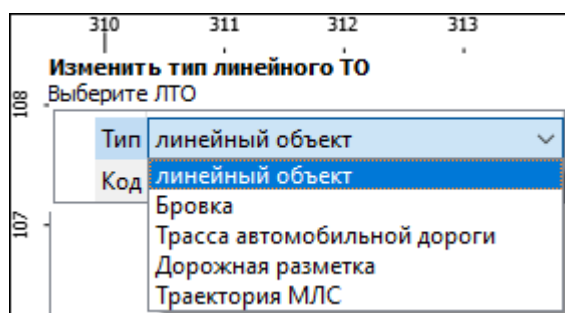 310 311 312 313
Изменить тип линейного ТО
Выберите ЛТО
108
Тип линейный объект
Код линейный объект
Бровка
107
Трасса автомобильной дороги
Дорожная разметка
Траектория МЛС